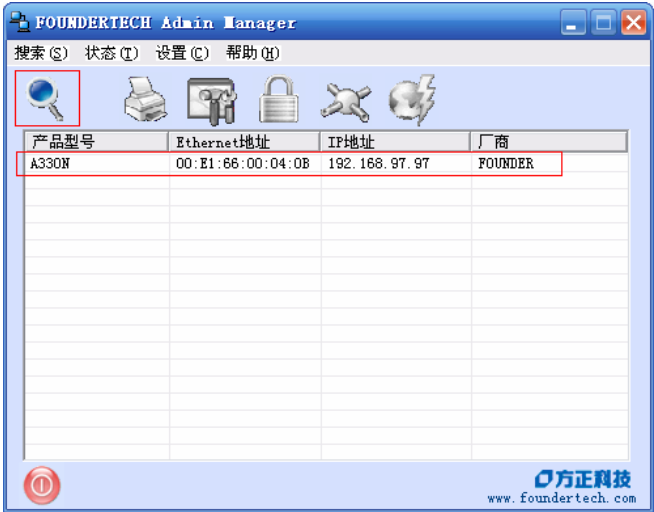 FOUNDERTECH Admin Manager
搜索(S) 状态(T) 设置(C) 帮助(H)
产品型号 Ethernet地址 IP地址 厂商
A330N 00:E1:66:00:04:0B 192.168.97.97 FOUNDER
方正科技
www.foundertech.com